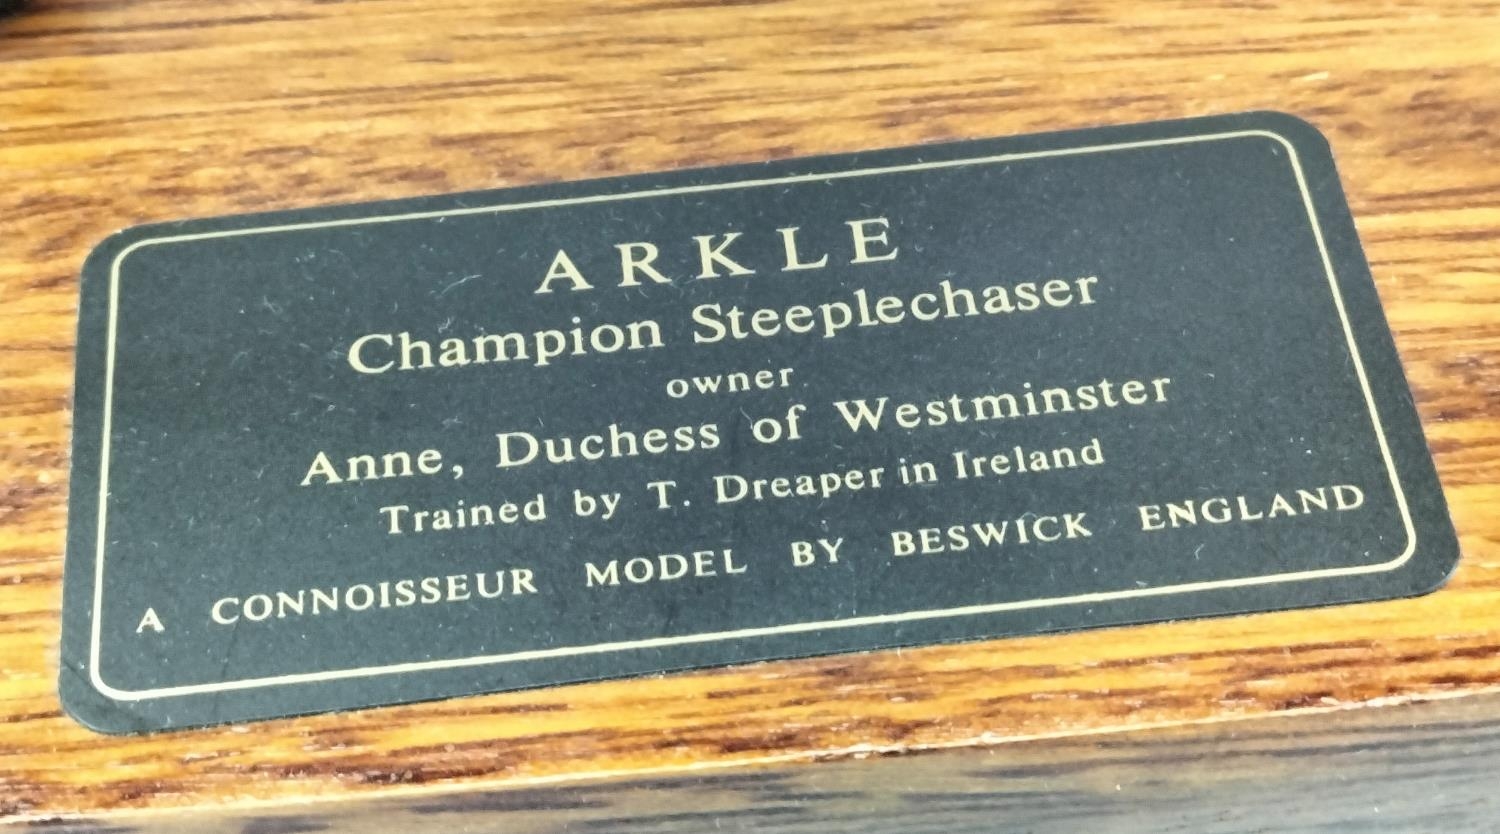 ARKLE
Champion Steeplechaser
owner
Anne, Duchess of Westminster
Trained by T. Dreaper in Ireland
A CONNOISSEUR MODEL BY BESWICK ENGLAND